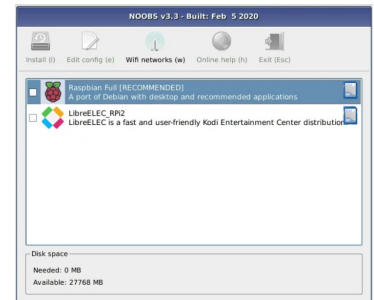 NOOBS v3.3 - Built: Feb 5 2020
Install (i) Edit config (e) Wifi networks (w) Online help (h) Exit (Esc)
Raspbian Full [RECOMMENDED]
A port of Debian with desktop and recommended applications
LibreELEC_RPi2
LibreELEC is a fast and user-friendly Kodi Entertainment Center distribution
Disk space
Needed: 0 MB
Available: 27768 MB